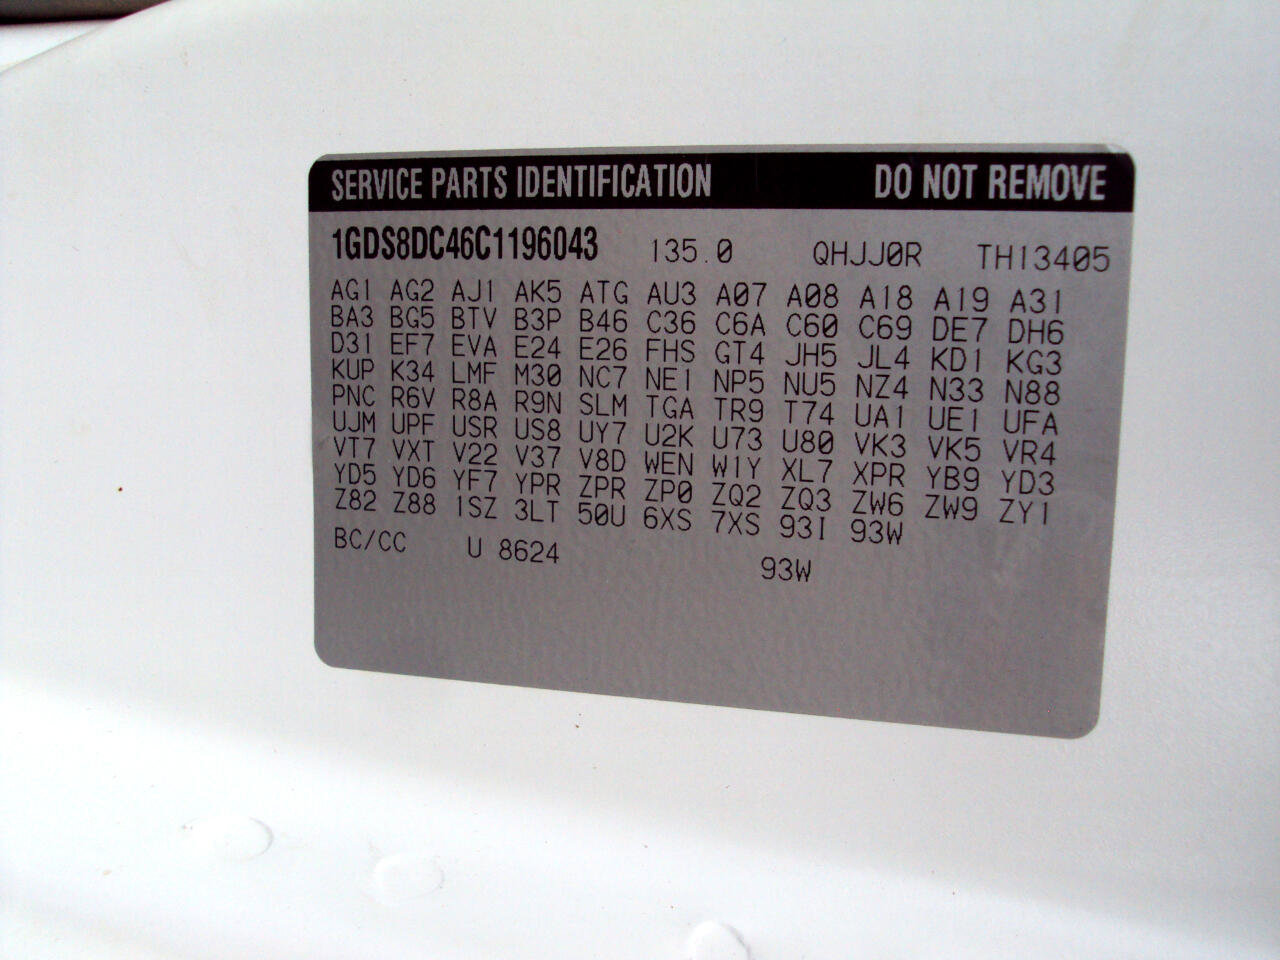 SERVICE PARTS IDENTIFICATION DO NOT REMOVE
1GDS8DC46C1196043 135.0 QHJJ0R TH13405
AG1 AG2 AJ1 AK5 ATG AU3 A07 A08 A18 A19 A31
BA3 BG5 BTV B3P B46 C36 C6A C60 C69 DE7 DH6
D31 EF7 EVA E24 E26 FHS GT4 JH5 JL4 KD1 KG3
KUP K34 LMF M30 NC7 NE1 NP5 NU5 NZ4 N33 N88
PNC R6V R8A R9N SLM TGA TR9 T74 UA1 UE1 UFA
UJM UPF USR US8 UY7 U2K U73 U80 VK3 VK5 VR4
VT7 VXT V22 V37 V8D WEN W1Y XL7 XPR YB9 YD3
YD5 YD6 YF7 YPR ZPR ZP0 ZQ2 ZQ3 ZW6 ZW9 ZY1
Z82 Z88 1SZ 3LT 50U 6XS 7XS 93I 93W
BC/CC U 8624 93W